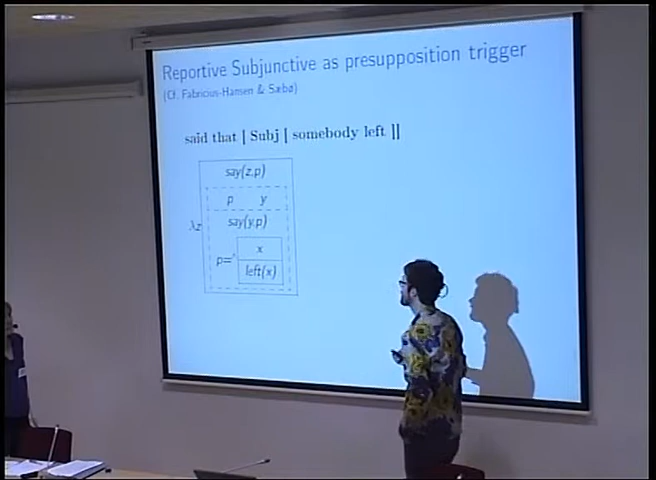 Reportive Subjunctive as presupposition trigger
(Cf. Fabricius-Hansen & Sæbø)
said that [ Subj [ somebody left ]]
say(z,p)
p y
λz
say(y,p)
x
p=^
left(x)